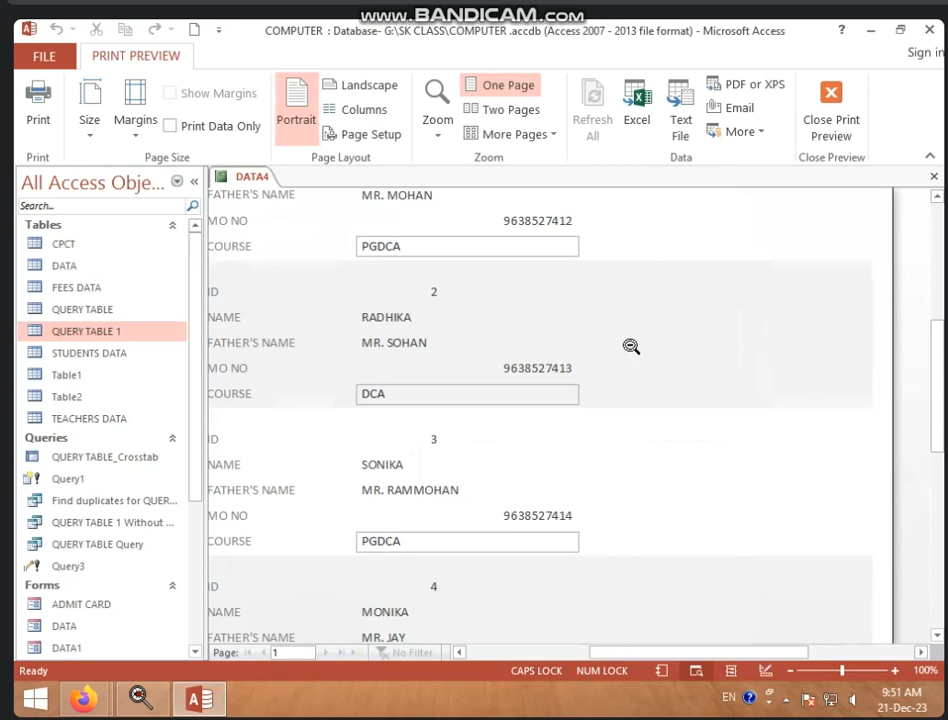 www.BANDICAM.com
COMPUTER : Database- G:\SK CLASS\COMPUTER .accdb (Access 2007 - 2013 file format) - Microsoft Access
FILE
PRINT PREVIEW
Sign in
Print
Size
Margins
Show Margins
Print Data Only
Portrait
Landscape
Columns
Page Setup
Zoom
One Page
Two Pages
More Pages
Refresh All
Excel
Text File
PDF or XPS
Email
More
Close Print Preview
Print
Page Size
Page Layout
Zoom
Data
Close Preview
All Access Obje...
DATA4
Search...
Tables
CPCT
DATA
FEES DATA
QUERY TABLE
QUERY TABLE 1
STUDENTS DATA
Table1
Table2
TEACHERS DATA
Queries
QUERY TABLE_Crosstab
Query1
Find duplicates for QUER...
QUERY TABLE 1 Without ...
QUERY TABLE Query
Query3
Forms
ADMIT CARD
DATA
DATA1
FATHER'S NAME MR. MOHAN
MO NO 9638527412
COURSE PGDCA
ID 2
NAME RADHIKA
FATHER'S NAME MR. SOHAN
MO NO 9638527413
COURSE DCA
ID 3
NAME SONIKA
FATHER'S NAME MR. RAMMOHAN
MO NO 9638527414
COURSE PGDCA
ID 4
NAME MONIKA
FATHER'S NAME MR. JAY
Page: 1 No Filter
Ready
CAPS LOCK NUM LOCK 100%
EN
9:51 AM
21-Dec-23